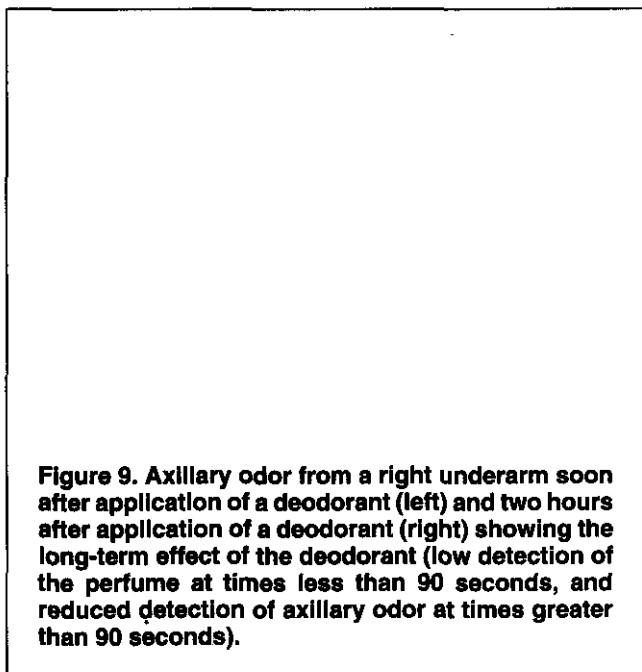 Figure 9. Axillary odor from a right underarm soon
after application of a deodorant (left) and two hours
after application of a deodorant (right) showing the
long-term effect of the deodorant (low detection of
the perfume at times less than 90 seconds, and
reduced detection of axillary odor at times greater
than 90 seconds).